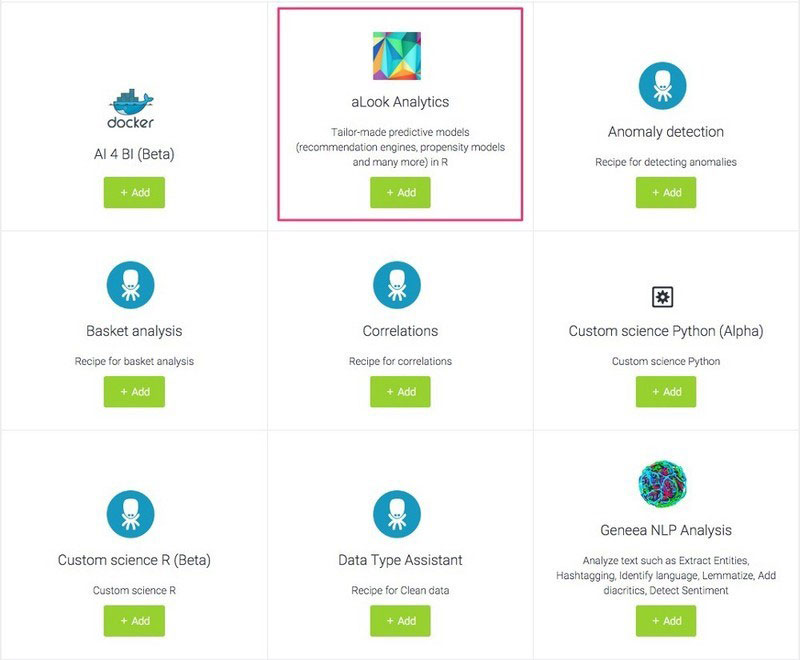 docker
AI 4 BI (Beta)
+ Add
aLook Analytics
Tailor-made predictive models
(recommendation engines, propensity models
and many more) in R
+ Add
Anomaly detection
Recipe for detecting anomalies
+ Add
Basket analysis
Recipe for basket analysis
+ Add
Correlations
Recipe for correlations
+ Add
Custom science Python (Alpha)
Custom science Python
+ Add
Custom science R (Beta)
Custom science R
+ Add
Data Type Assistant
Recipe for Clean data
+ Add
Geneea NLP Analysis
Analyze text such as Extract Entities,
Hashtagging, Identify language, Lemmatize, Add
diacritics, Detect Sentiment
+ Add